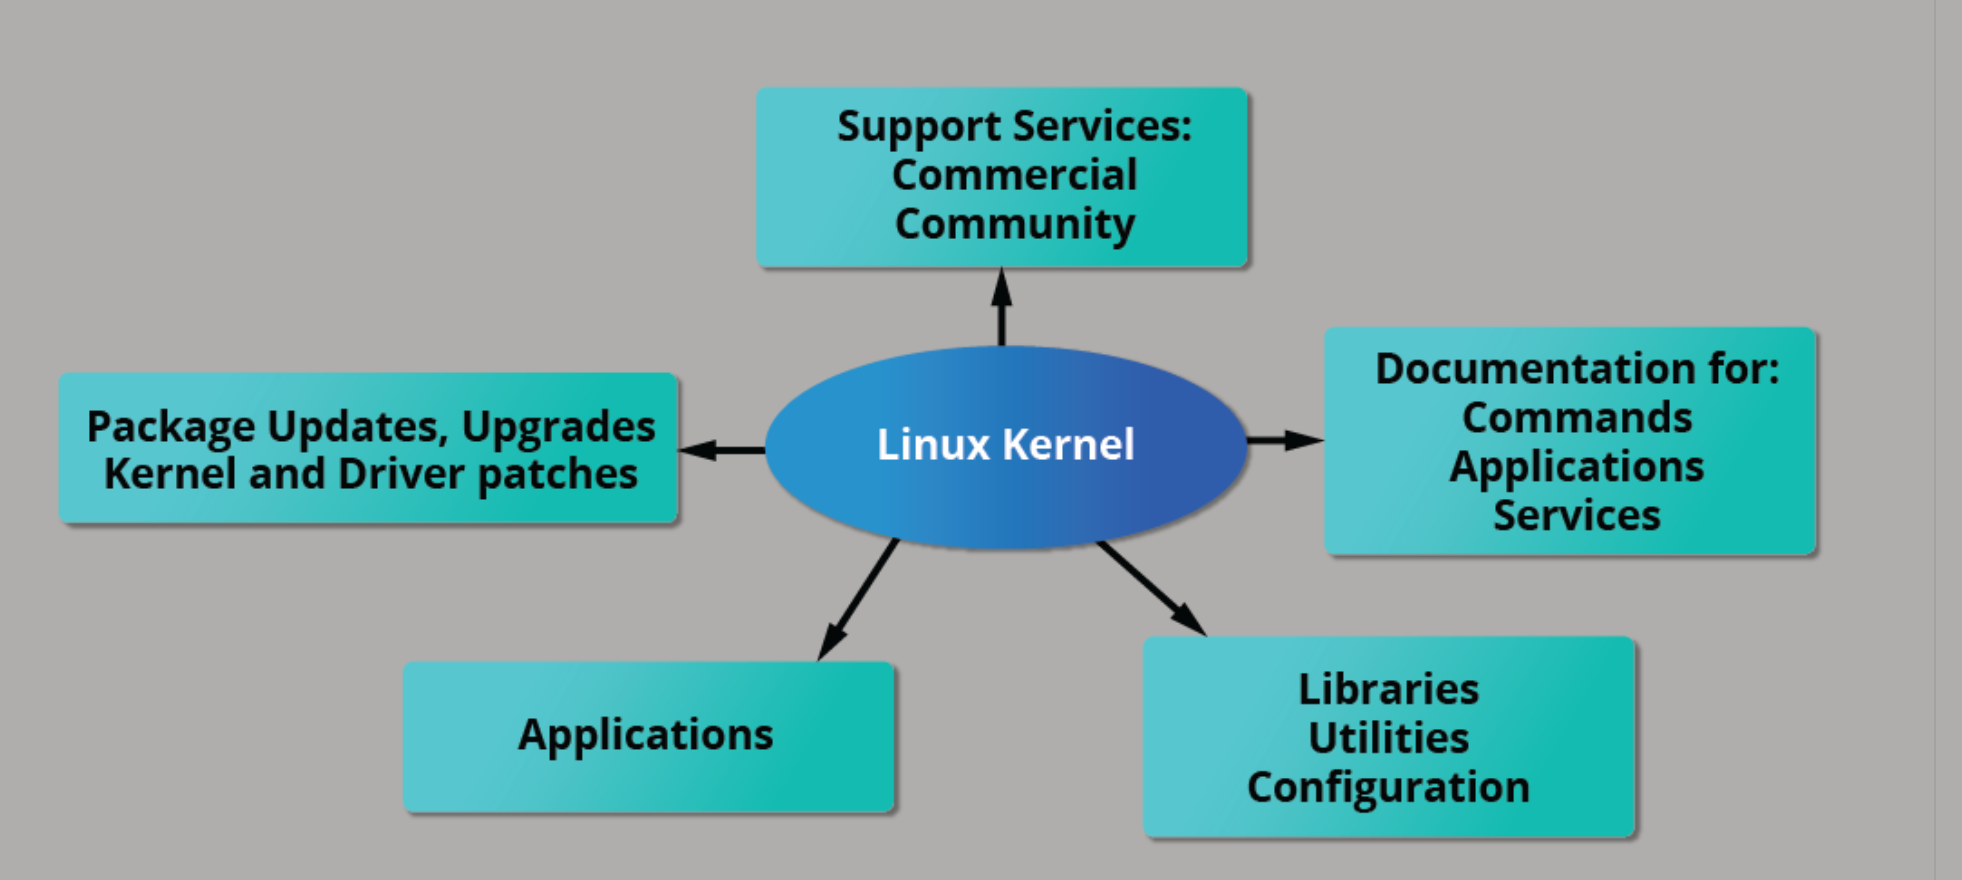 Support Services:
Commercial
Community
Package Updates, Upgrades
Kernel and Driver patches
Linux Kernel
Documentation for:
Commands
Applications
Services
Applications
Libraries
Utilities
Configuration